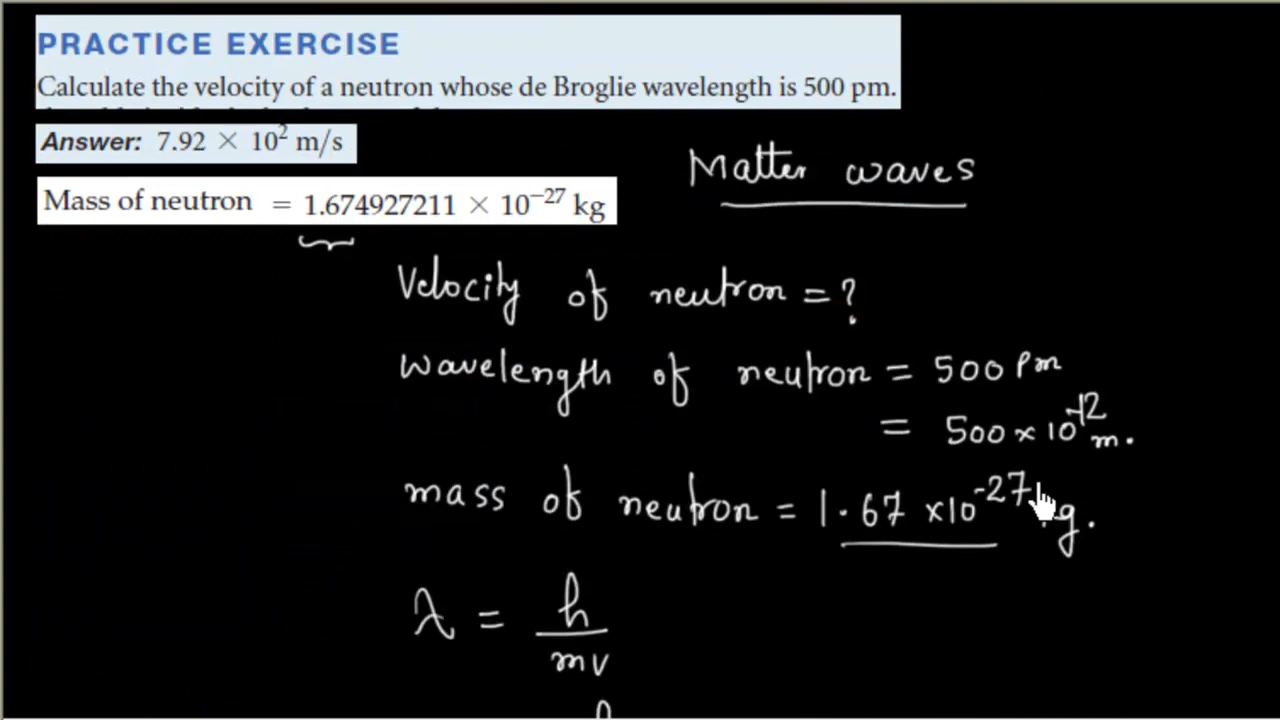 PRACTICE EXERCISE
Calculate the velocity of a neutron whose de Broglie wavelength is 500 pm.
Answer: 7.92 × 10² m/s
Mass of neutron = 1.674927211 × 10⁻²⁷ kg
Matter waves
Velocity of neutron = ?
wavelength of neutron = 500 Pm
= 500 × 10⁻¹² m.
mass of neutron = 1.67 × 10⁻²⁷ kg.
λ = h
mv